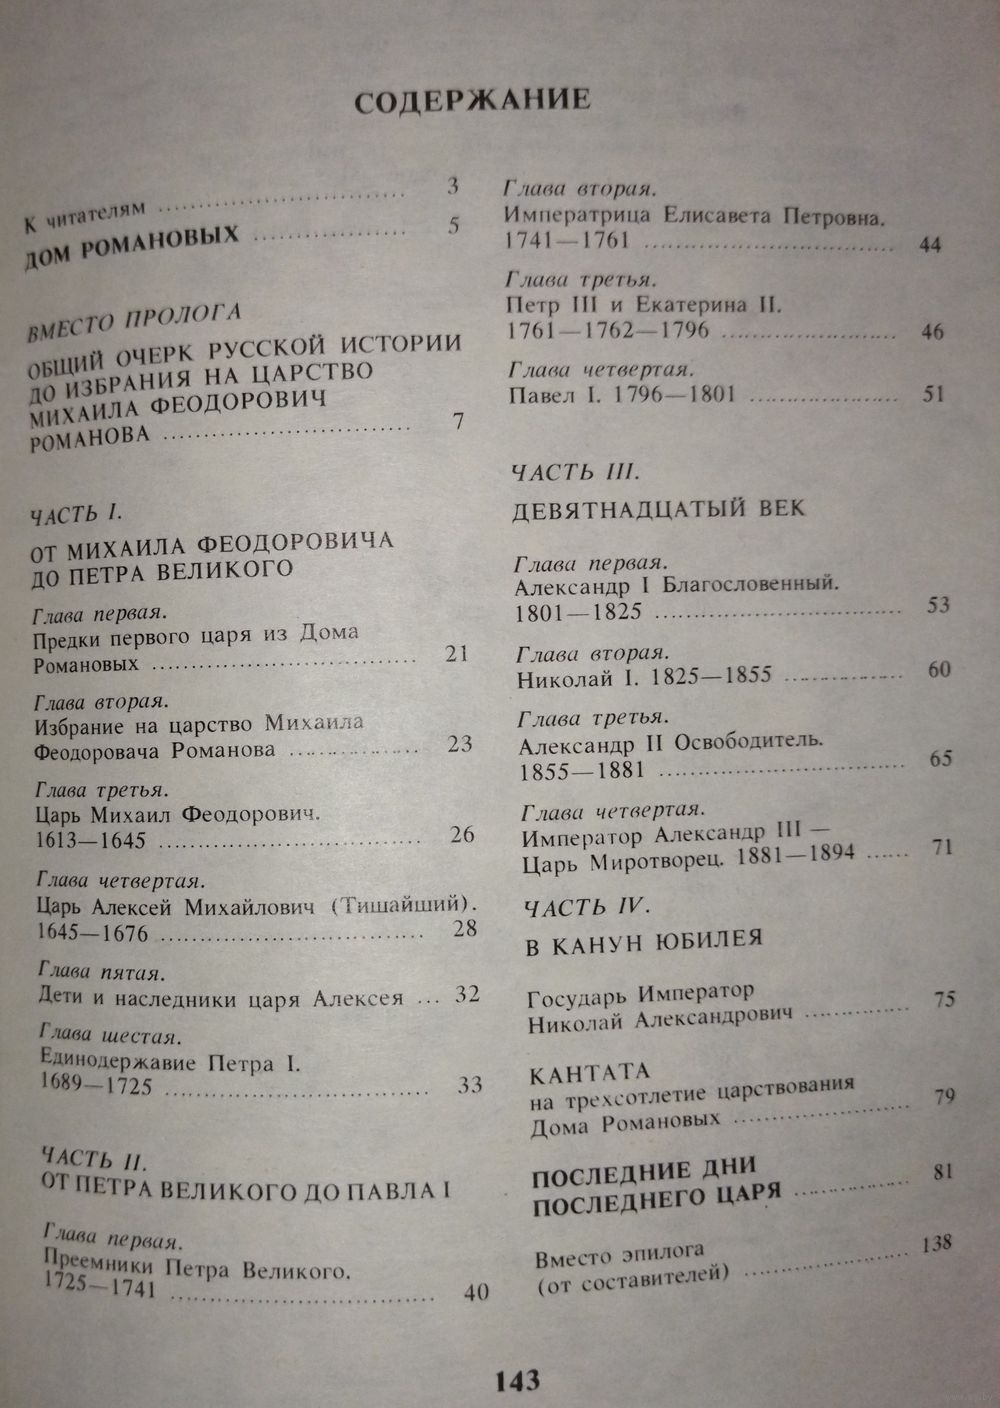 СОДЕРЖАНИЕ
К читателям ........................ 3
ДОМ РОМАНОВЫХ ................ 5
ВМЕСТО ПРОЛОГА
ОБЩИЙ ОЧЕРК РУССКОЙ ИСТОРИИ
ДО ИЗБРАНИЯ НА ЦАРСТВО
МИХАИЛА ФЕОДОРОВИЧ
РОМАНОВА ............................ 7
ЧАСТЬ I.
ОТ МИХАИЛА ФЕОДОРОВИЧА
ДО ПЕТРА ВЕЛИКОГО
Глава первая.
Предки первого царя из Дома
Романовых ................................ 21
Глава вторая.
Избрание на царство Михаила
Феодоровача Романова ................ 23
Глава третья.
Царь Михаил Феодорович.
1613—1645 ................................ 26
Глава четвертая.
Царь Алексей Михайлович (Тишайший).
1645—1676 ................................ 28
Глава пятая.
Дети и наследники царя Алексея ... 32
Глава шестая.
Единодержавие Петра I.
1689—1725 ................................ 33
ЧАСТЬ II.
ОТ ПЕТРА ВЕЛИКОГО ДО ПАВЛА I
Глава первая.
Преемники Петра Великого.
1725—1741 ................................ 40
Глава вторая.
Императрица Елисавета Петровна.
1741—1761 ................................ 44
Глава третья.
Петр III и Екатерина II.
1761—1762—1796 ...................... 46
Глава четвертая.
Павел I. 1796—1801 .................... 51
ЧАСТЬ III.
ДЕВЯТНАДЦАТЫЙ ВЕК
Глава первая.
Александр I Благословенный.
1801—1825 ................................ 53
Глава вторая.
Николай I. 1825—1855 ................ 60
Глава третья.
Александр II Освободитель.
1855—1881 ................................ 65
Глава четвертая.
Император Александр III —
Царь Миротворец. 1881—1894 ...... 71
ЧАСТЬ IV.
В КАНУН ЮБИЛЕЯ
Государь Император
Николай Александрович .............. 75
КАНТАТА
на трехсотлетие царствования
Дома Романовых ........................ 79
ПОСЛЕДНИЕ ДНИ
ПОСЛЕДНЕГО ЦАРЯ ................ 81
Вместо эпилога
(от составителей) ...................... 138
143